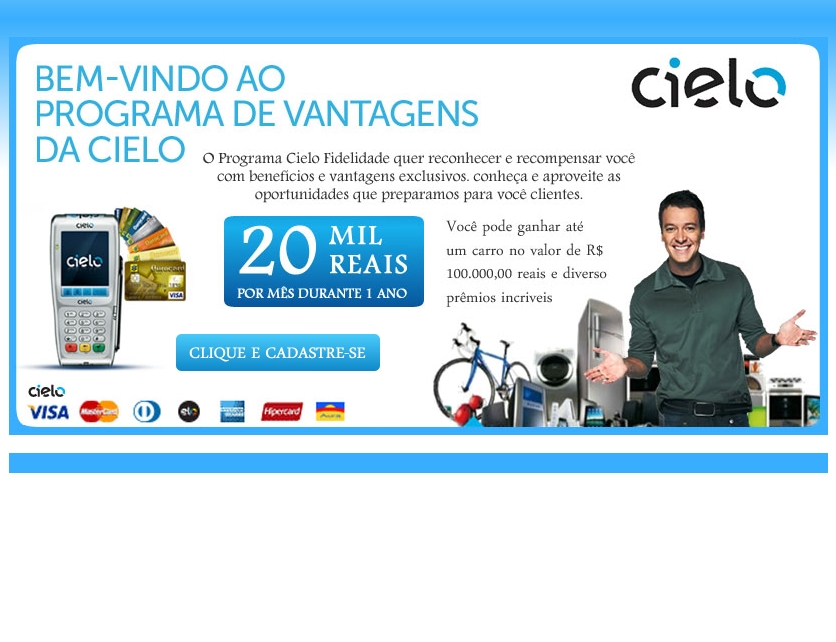 BEM-VINDO AO
PROGRAMA DE VANTAGENS
DA CIELO
cielo
O Programa Cielo Fidelidade quer reconhecer e recompensar você
com benefícios e vantagens exclusivos. conheça e aproveite as
oportunidades que preparamos para você clientes.
cielo
cielo
cielo
VISA
20 MIL
REAIS
POR MÊS DURANTE 1 ANO
Você pode ganhar até
um carro no valor de R$
100.000,00 reais e diverso
prêmios incriveis
CLIQUE E CADASTRE-SE
cielo
VISA
MasterCard
elo
Hipercard